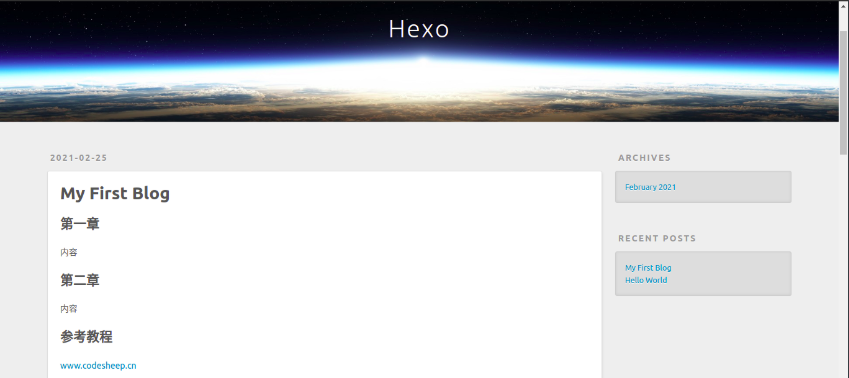 Hexo
2021-02-25
My First Blog
第一章
内容
第二章
内容
参考教程
www.codesheep.cn
ARCHIVES
February 2021
RECENT POSTS
My First Blog
Hello World